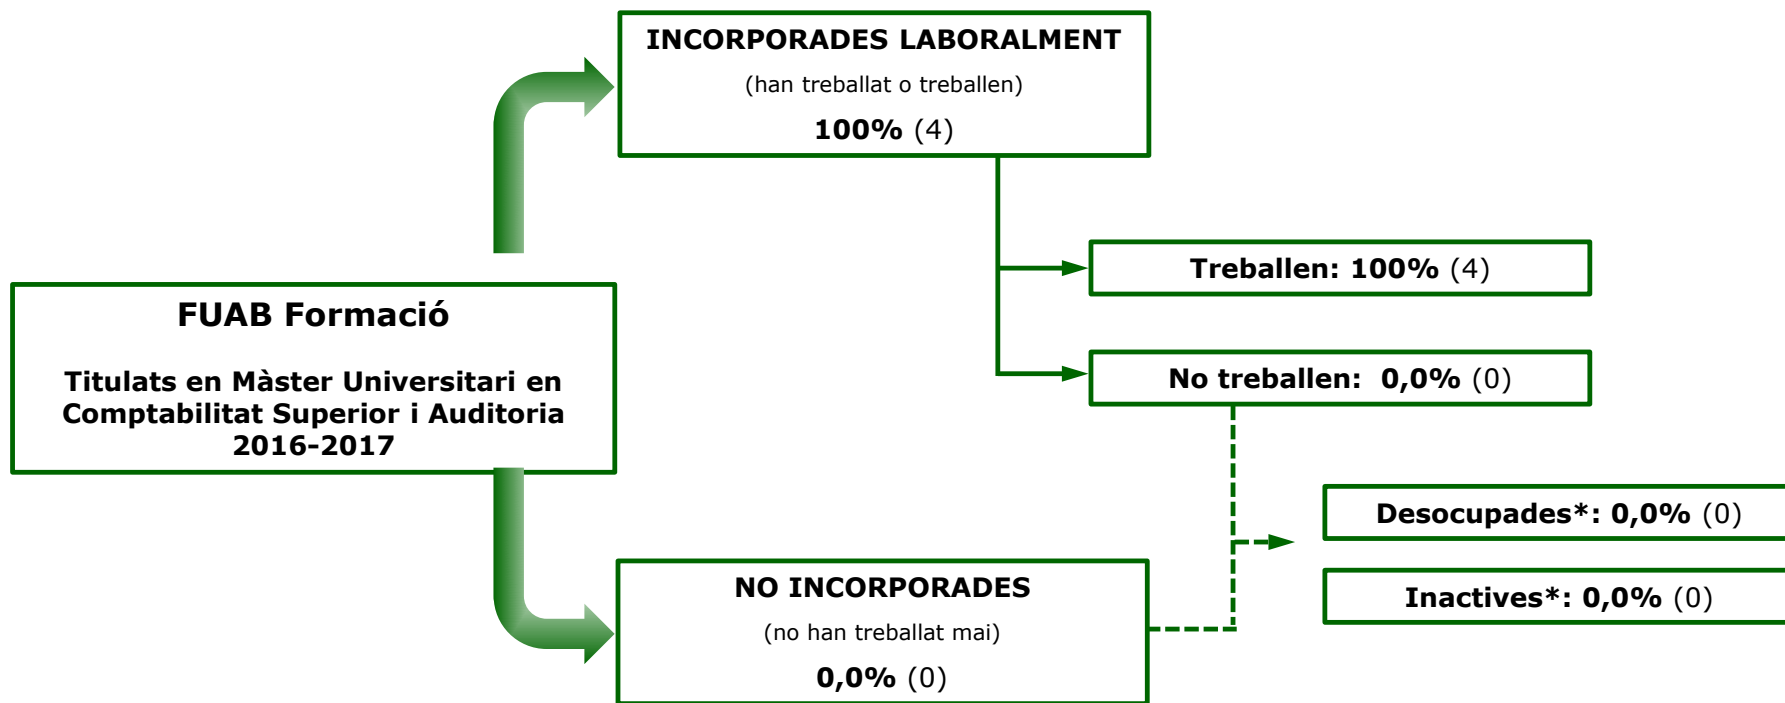 INCORPORADES LABORALMENT
(han treballat o treballen)
100% (4)
Treballen: 100% (4)
FUAB Formació
Titulats en Màster Universitari en
Comptabilitat Superior i Auditoria
2016-2017
No treballen: 0,0% (0)
Desocupades*: 0,0% (0)
NO INCORPORADES
(no han treballat mai)
0,0% (0)
Inactives*: 0,0% (0)